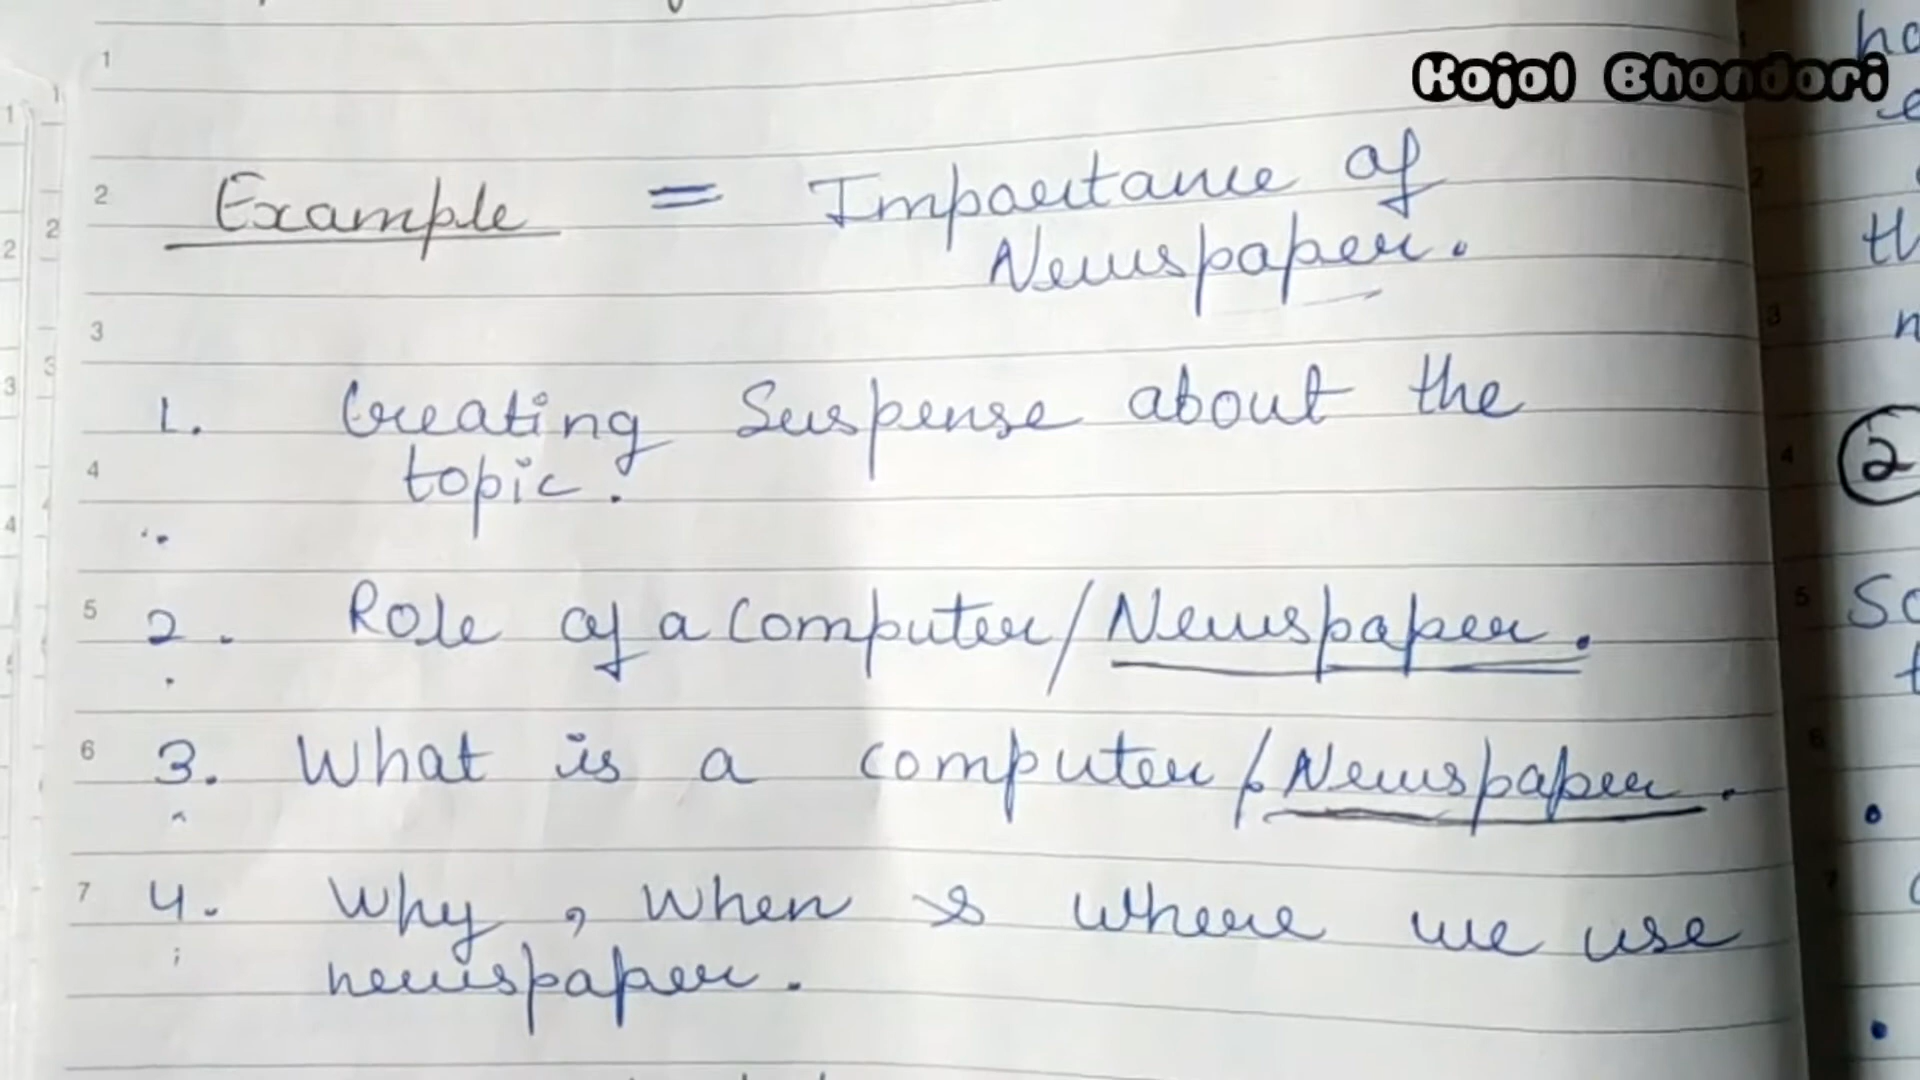 Kojol Bhondori
Example = Importance of
Newspaper.
1. Creating Suspense about the
topic.
2. Role of a Computer/Newspaper.
3. What is a computer/Newspaper.
4. Why, When & Where we use
newspaper.
2